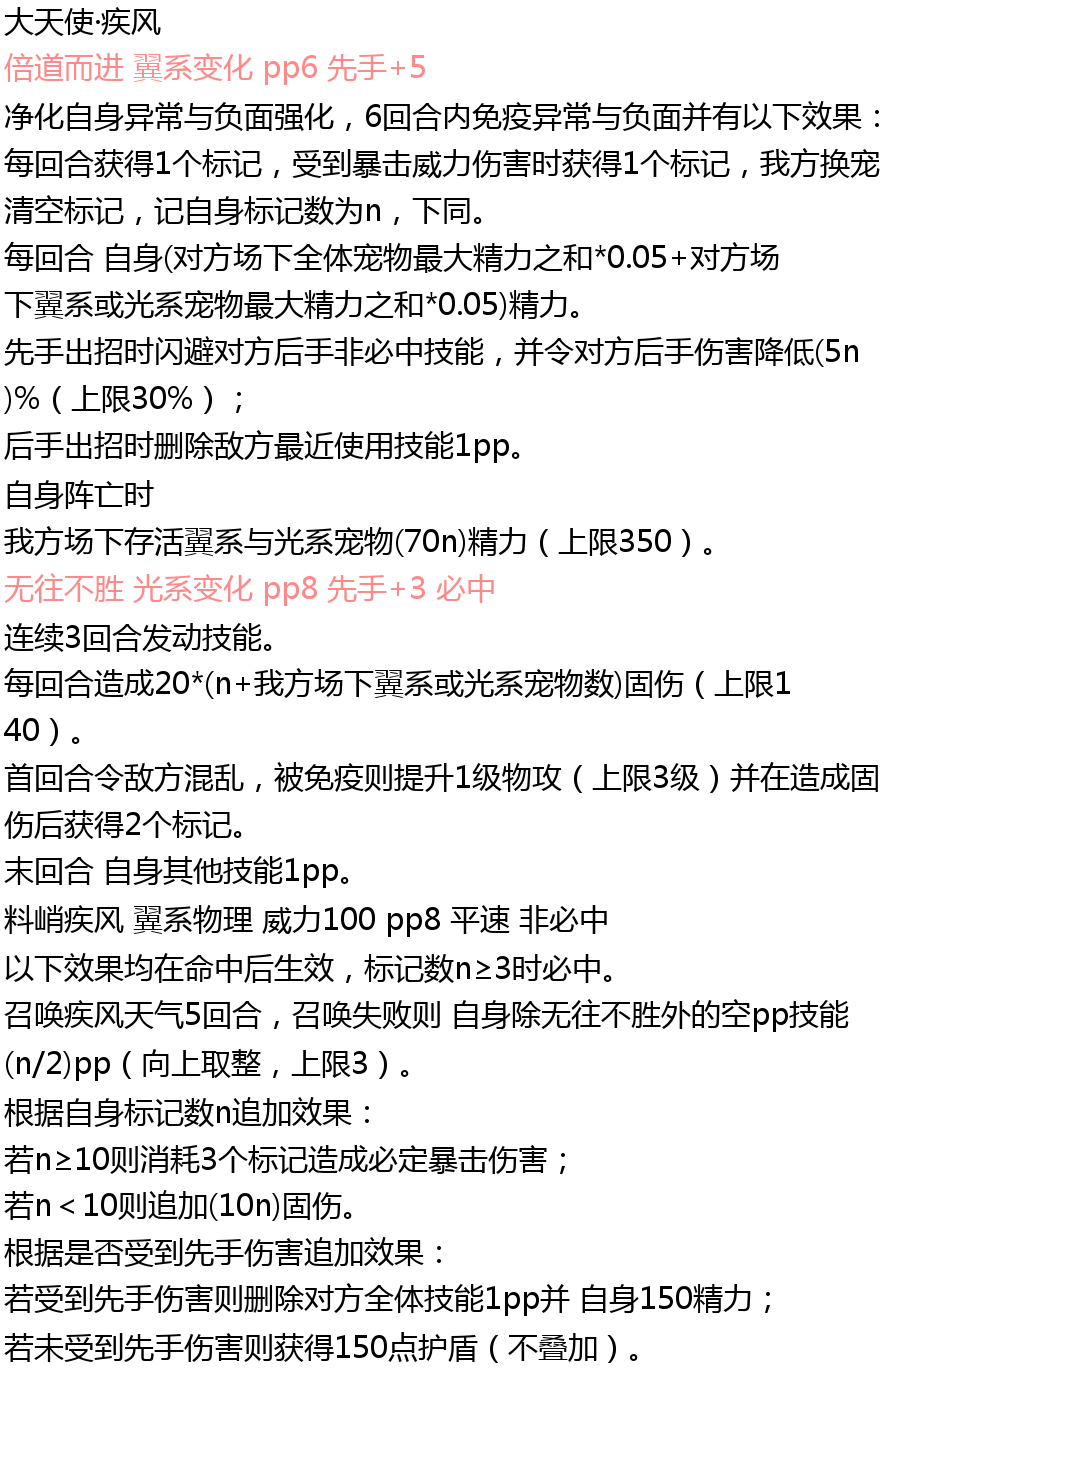 大天使·疾风
倍道而进 翼系变化 pp6 先手+5
净化自身异常与负面强化，6回合内免疫异常与负面并有以下效果：
每回合获得1个标记，受到暴击威力伤害时获得1个标记，我方换宠
清空标记，记自身标记数为n，下同。
每回合 自身(对方场下全体宠物最大精力之和*0.05+对方场
下翼系或光系宠物最大精力之和*0.05)精力。
先手出招时闪避对方后手非必中技能，并令对方后手伤害降低(5n
)%（上限30%）；
后手出招时删除敌方最近使用技能1pp。
自身阵亡时
我方场下存活翼系与光系宠物(70n)精力（上限350）。
无往不胜 光系变化 pp8 先手+3 必中
连续3回合发动技能。
每回合造成20*(n+我方场下翼系或光系宠物数)固伤（上限1
40）。
首回合令敌方混乱，被免疫则提升1级物攻（上限3级）并在造成固
伤后获得2个标记。
末回合 自身其他技能1pp。
料峭疾风 翼系物理 威力100 pp8 平速 非必中
以下效果均在命中后生效，标记数n≥3时必中。
召唤疾风天气5回合，召唤失败则 自身除无往不胜外的空pp技能
(n/2)pp（向上取整，上限3）。
根据自身标记数n追加效果：
若n≥10则消耗3个标记造成必定暴击伤害；
若n＜10则追加(10n)固伤。
根据是否受到先手伤害追加效果：
若受到先手伤害则删除对方全体技能1pp并 自身150精力；
若未受到先手伤害则获得150点护盾（不叠加）。